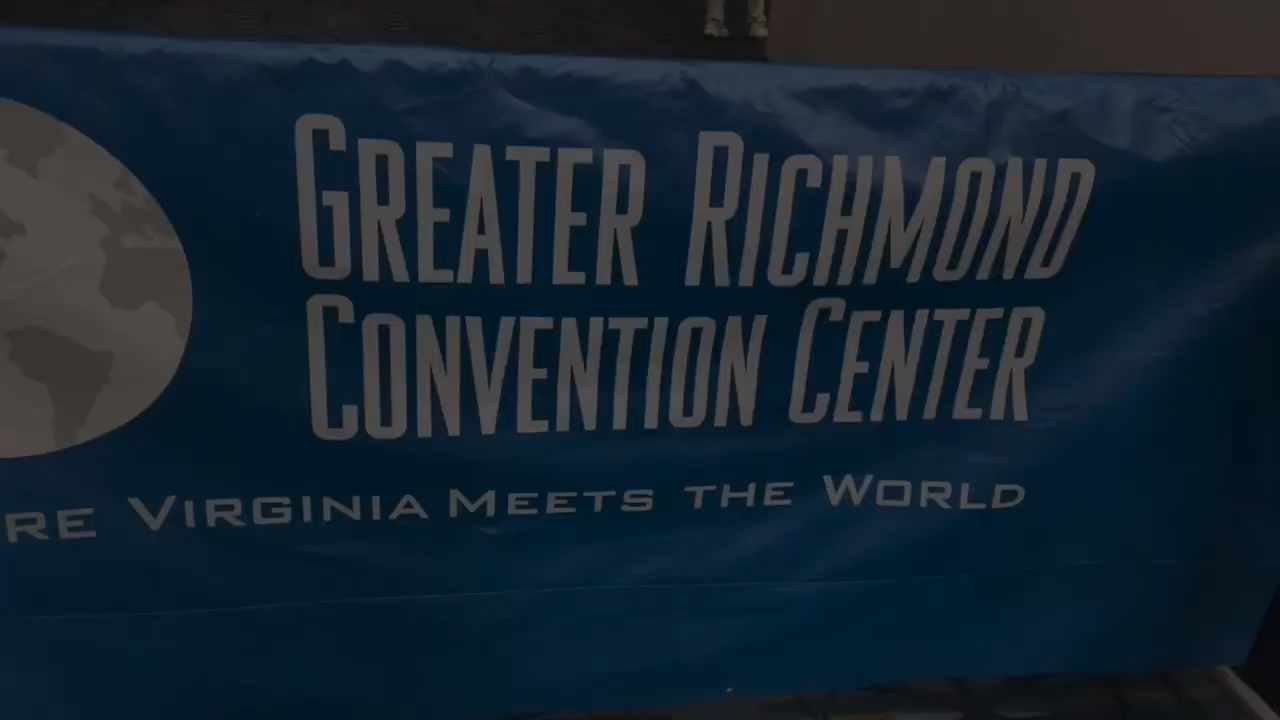 GREATER RICHMOND
CONVENTION CENTER
RE VIRGINIA MEETS THE WORLD